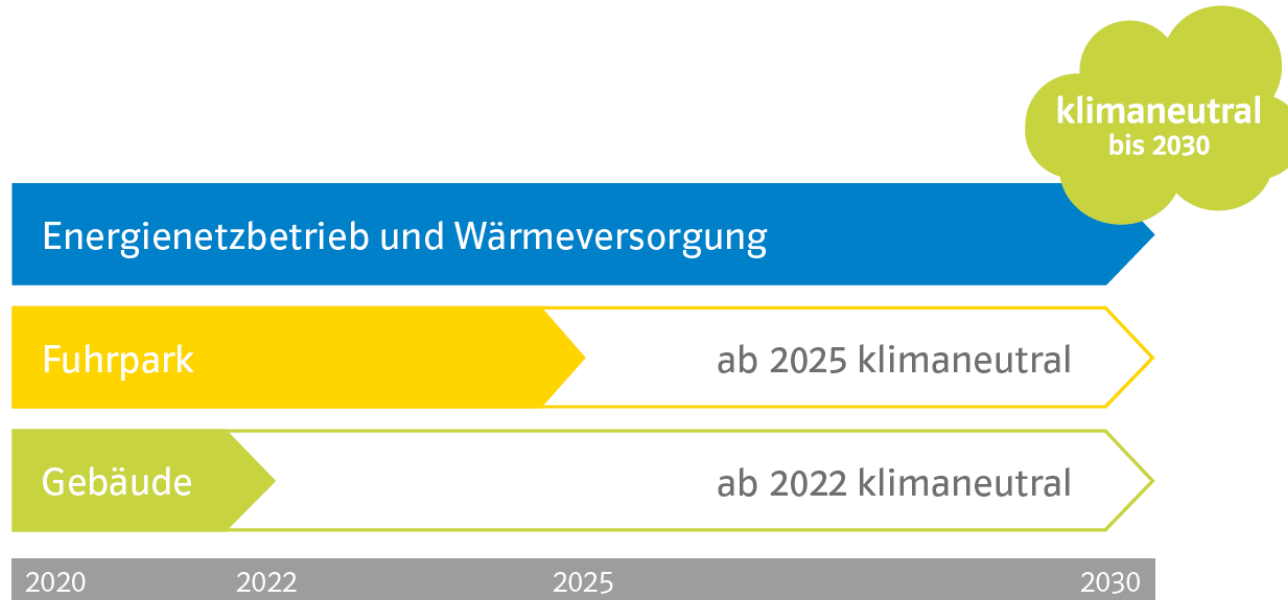 klimaneutral
bis 2030
Energienetzbetrieb und Wärmeversorgung
Fuhrpark
ab 2025 klimaneutral
Gebäude
ab 2022 klimaneutral
2020 2022 2025 2030